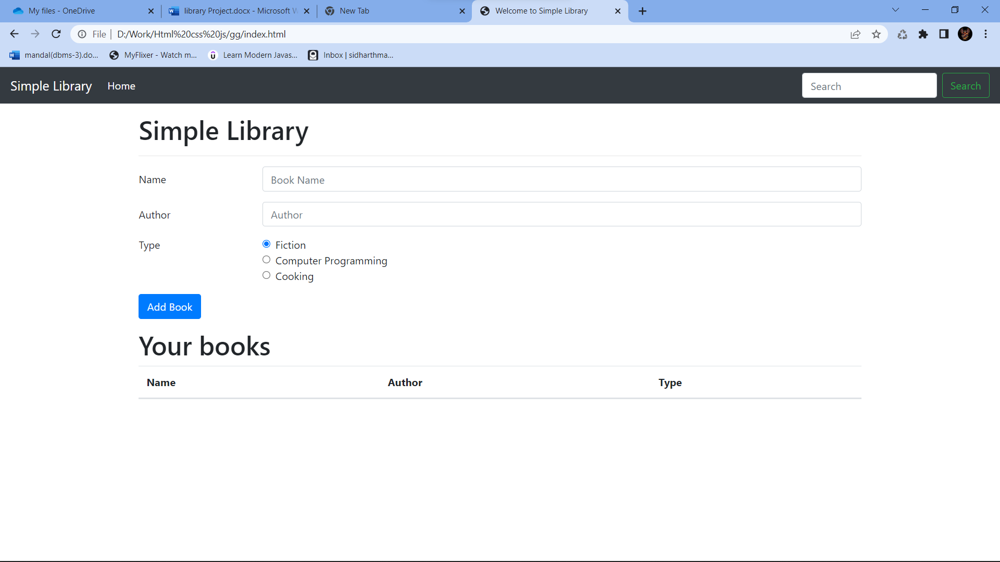 My files - OneDrive
library Project.docx - Microsoft W
New Tab
Welcome to Simple Library
File | D:/Work/Html%20css%20js/gg/index.html
mandal(dbms-3).do...
MyFlixer - Watch m...
Learn Modern Javas...
Inbox | sidharthma...
Simple Library
Home
Search
Search
Simple Library
Name
Book Name
Author
Author
Type
Fiction
Computer Programming
Cooking
Add Book
Your books
Name Author Type